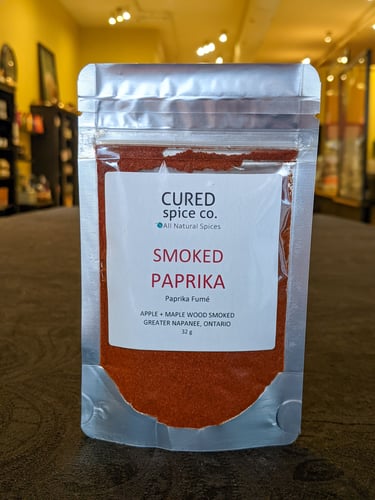 CURED
spice co.
All Natural Spices
SMOKED
PAPRIKA
Paprika Fumé
APPLE + MAPLE WOOD SMOKED
GREATER NAPANEE, ONTARIO
32 g